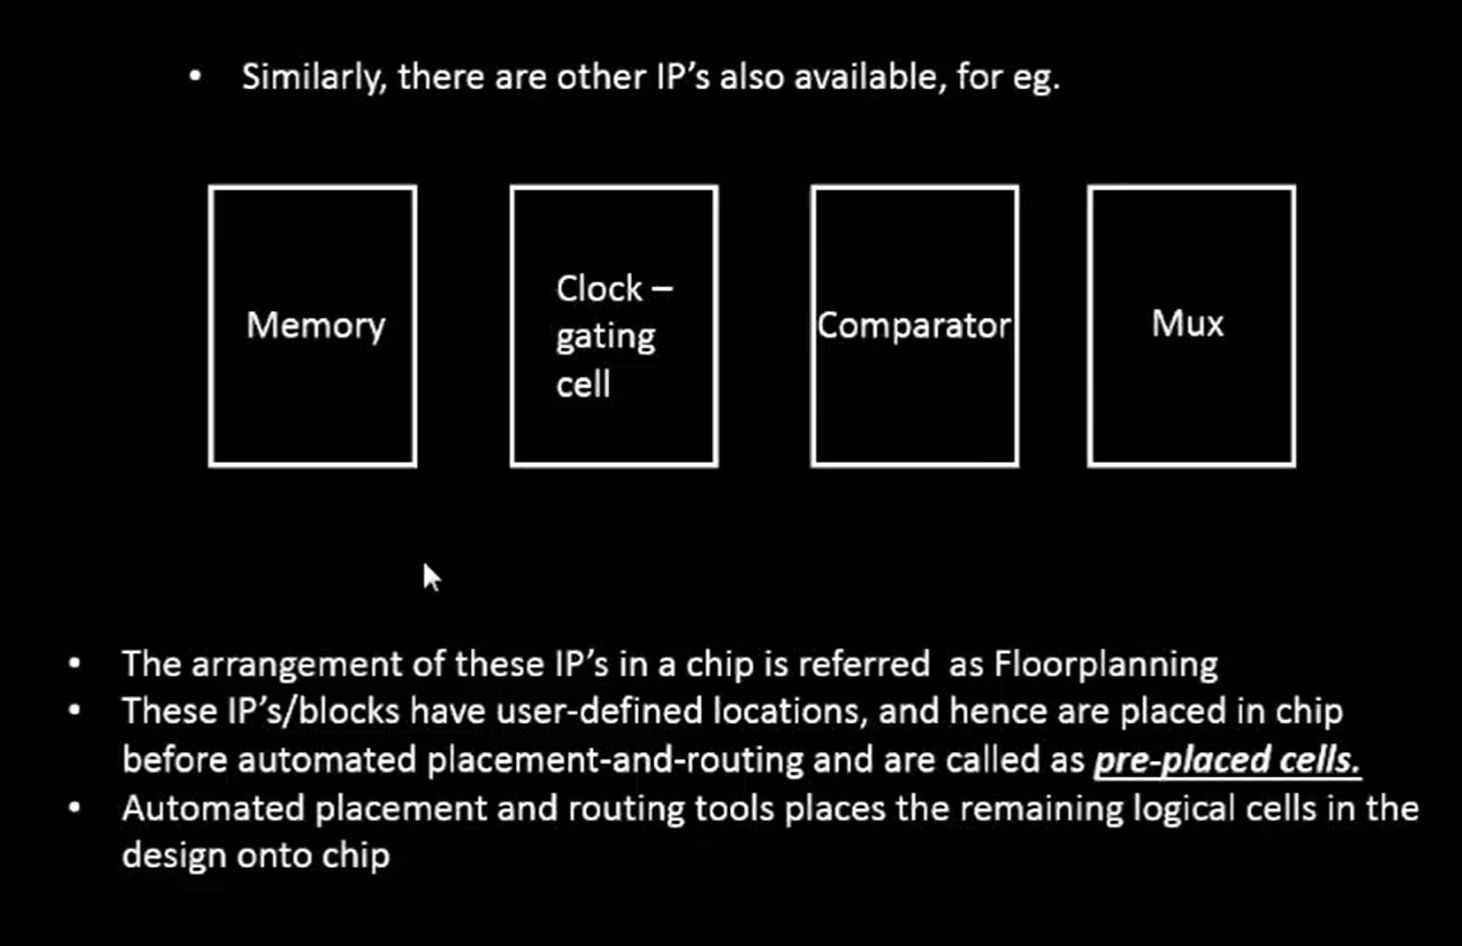 • Similarly, there are other IP’s also available, for eg.
Memory
Clock –
gating
cell
Comparator
Mux
• The arrangement of these IP’s in a chip is referred  as Floorplanning
• These IP’s/blocks have user-defined locations, and hence are placed in chip
before automated placement-and-routing and are called as pre-placed cells.
• Automated placement and routing tools places the remaining logical cells in the
design onto chip